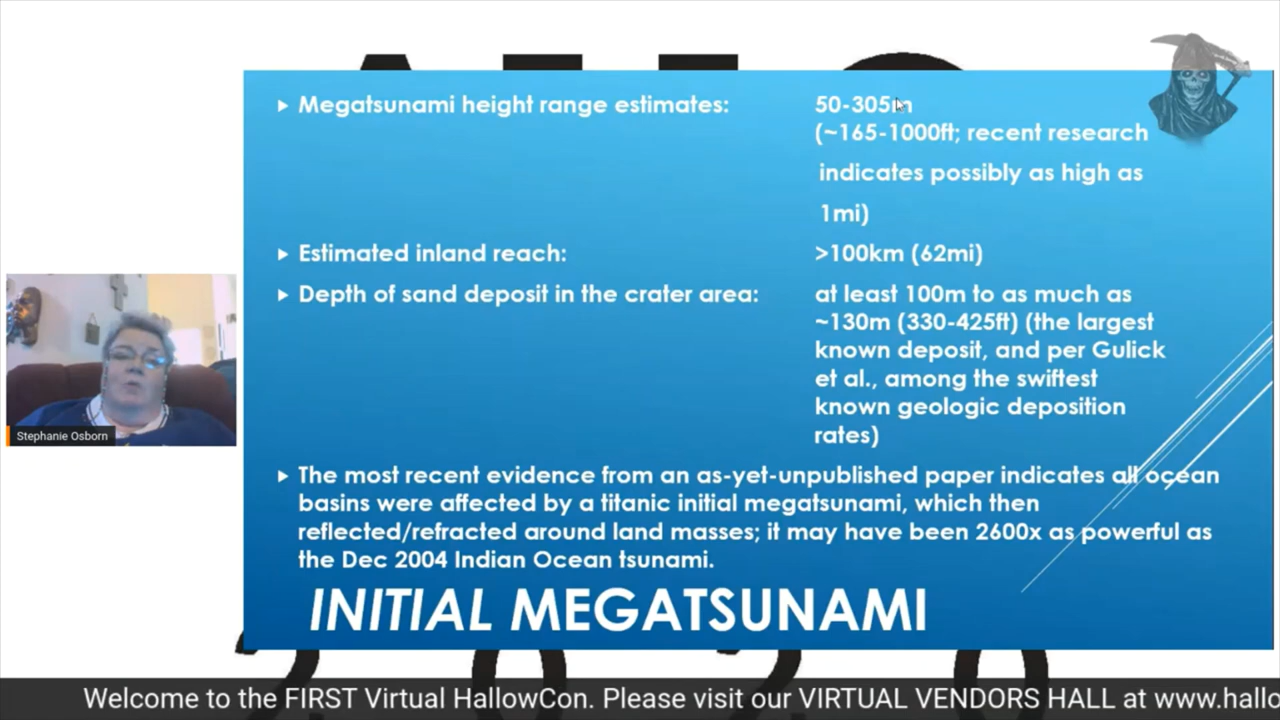 Megatsunami height range estimates: 50-305m
(~165-1000ft; recent research
indicates possibly as high as
1mi)
Estimated inland reach: >100km (62mi)
Depth of sand deposit in the crater area: at least 100m to as much as
~130m (330-425ft) (the largest
known deposit, and per Gulick
et al., among the swiftest
known geologic deposition
rates)
The most recent evidence from an as-yet-unpublished paper indicates all ocean
basins were affected by a titanic initial megatsunami, which then
reflected/refracted around land masses; it may have been 2600x as powerful as
the Dec 2004 Indian Ocean tsunami.
INITIAL MEGATSUNAMI
Stephanie Osborn
2020
Welcome to the FIRST Virtual HallowCon. Please visit our VIRTUAL VENDORS HALL at www.hallo